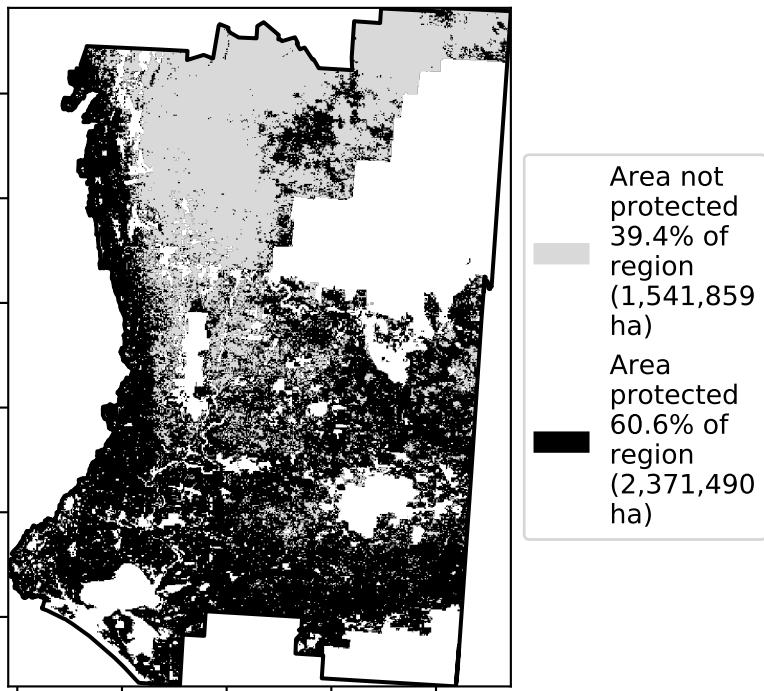 Area not
protected
39.4% of
region
(1,541,859
ha)
Area
protected
60.6% of
region
(2,371,490
ha)